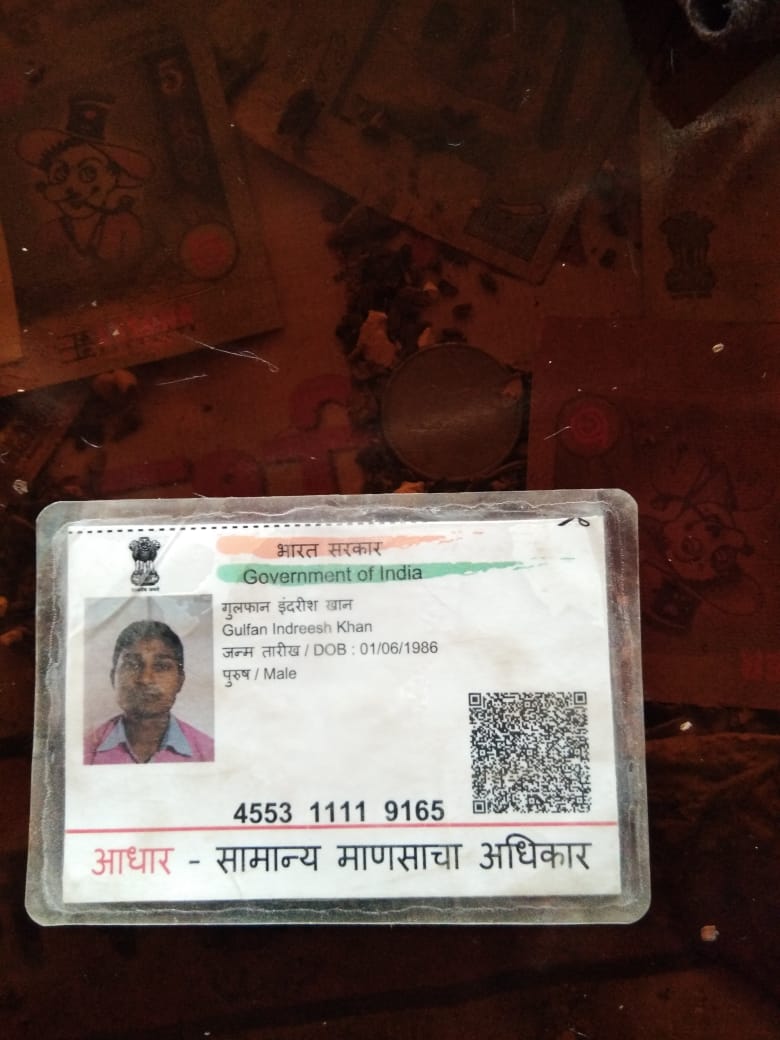 भारत सरकार
Government of India
गुलफान इंदरीश खान
Gulfan Indreesh Khan
जन्म तारीख / DOB : 01/06/1986
पुरुष / Male
4553 1111 9165
आधार - सामान्य माणसाचा अधिकार